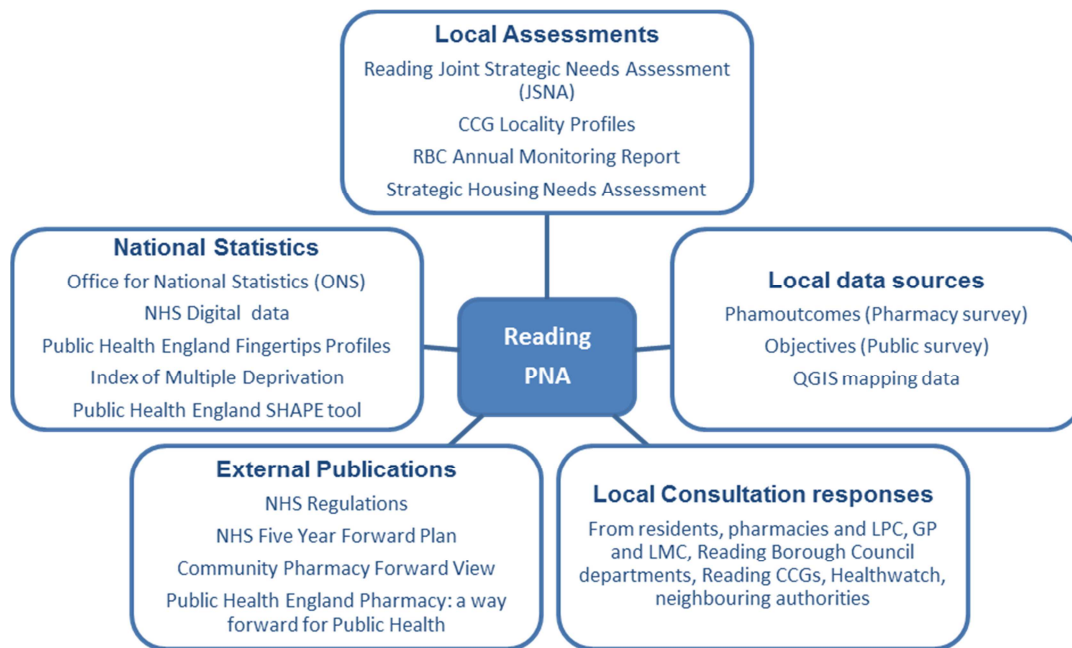 Local Assessments
Reading Joint Strategic Needs Assessment
(JSNA)
CCG Locality Profiles
RBC Annual Monitoring Report
Strategic Housing Needs Assessment
National Statistics
Office for National Statistics (ONS)
NHS Digital data
Public Health England Fingertips Profiles
Index of Multiple Deprivation
Public Health England SHAPE tool
Reading
PNA
Local data sources
Phamoutcomes (Pharmacy survey)
Objectives (Public survey)
QGIS mapping data
External Publications
NHS Regulations
NHS Five Year Forward Plan
Community Pharmacy Forward View
Public Health England Pharmacy: a way
forward for Public Health
Local Consultation responses
From residents, pharmacies and LPC, GP
and LMC, Reading Borough Council
departments, Reading CCGs, Healthwatch,
neighbouring authorities